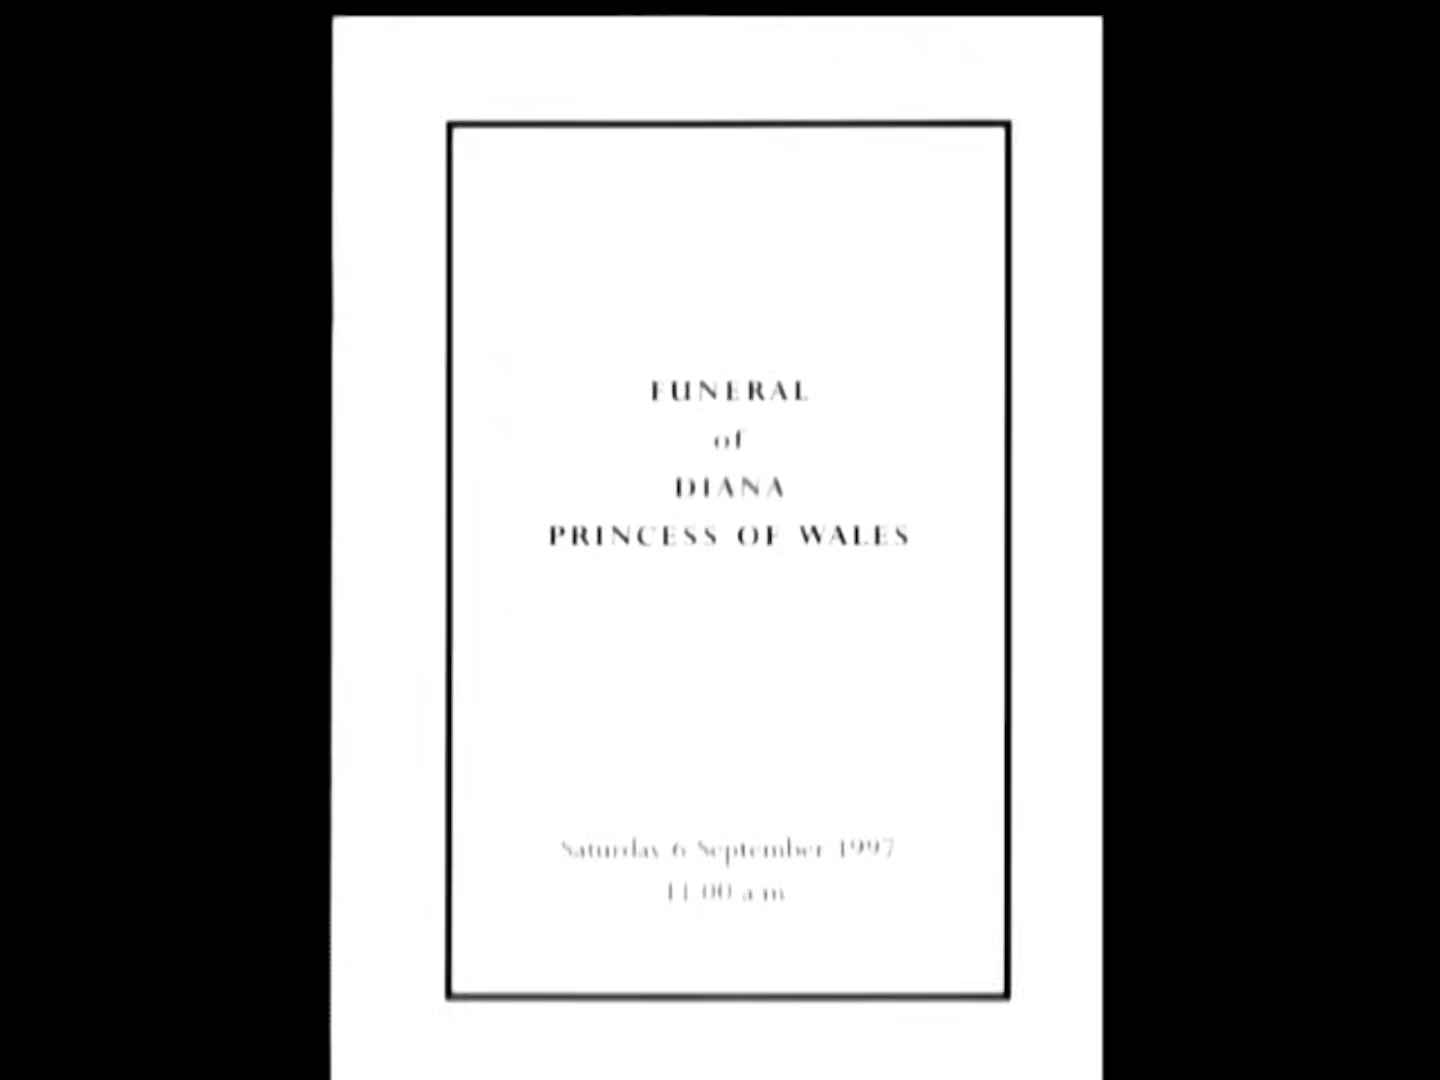 FUNERAL
of
DIANA
PRINCESS OF WALES
Saturday 6 September 1997
11.00 a.m.